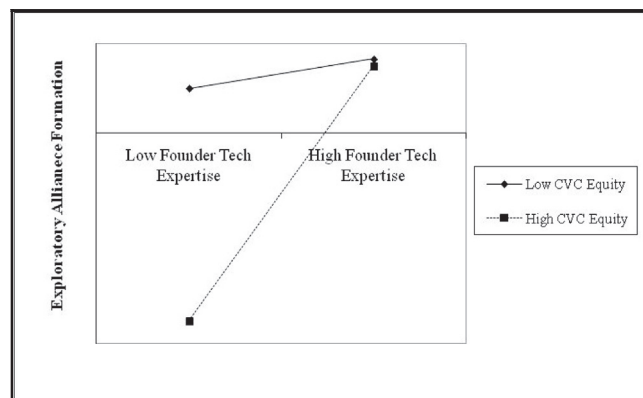 Exploratory Allianece Formation
Low Founder Tech
Expertise
High Founder Tech
Expertise
Low CVC Equity
High CVC Equity